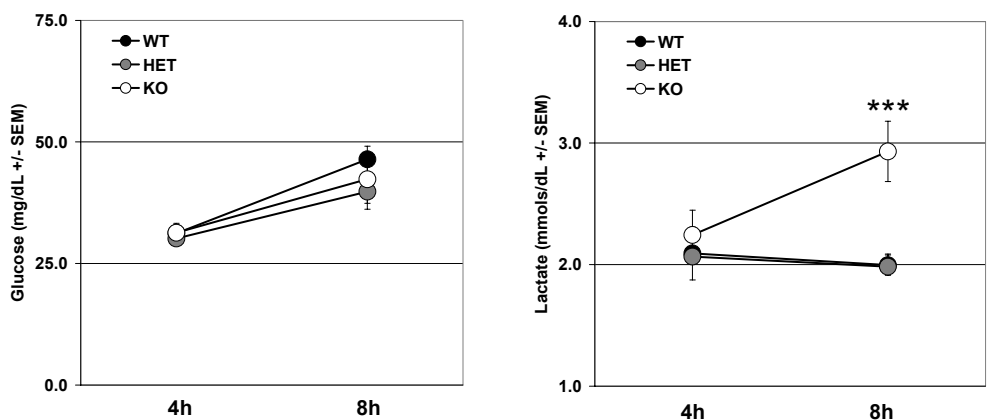 75.0
50.0
25.0
0.0
Glucose (mg/dL +/- SEM)
WT
HET
KO
4h
8h
4.0
3.0
2.0
1.0
Lactate (mmols/dL +/- SEM)
WT
HET
KO
***
4h
8h